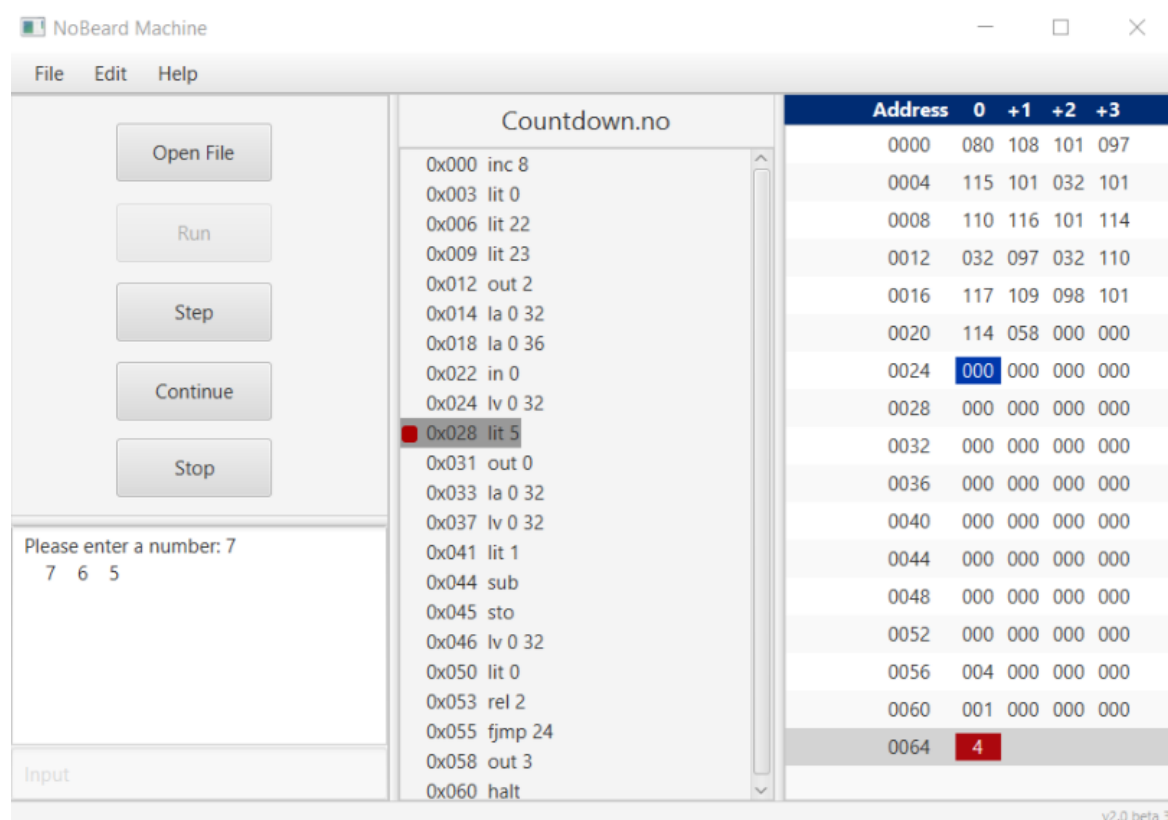 NoBeard Machine
File Edit Help
Open File
Run
Step
Continue
Stop
Please enter a number: 7
7 6 5
Input
Countdown.no
0x000 inc 8
0x003 lit 0
0x006 lit 22
0x009 lit 23
0x012 out 2
0x014 la 0 32
0x018 la 0 36
0x022 in 0
0x024 lv 0 32
0x028 lit 5
0x031 out 0
0x033 la 0 32
0x037 lv 0 32
0x041 lit 1
0x044 sub
0x045 sto
0x046 lv 0 32
0x050 lit 0
0x053 rel 2
0x055 fjmp 24
0x058 out 3
0x060 halt
Address 0 +1 +2 +3
0000 080 108 101 097
0004 115 101 032 101
0008 110 116 101 114
0012 032 097 032 110
0016 117 109 098 101
0020 114 058 000 000
0024 000 000 000 000
0028 000 000 000 000
0032 000 000 000 000
0036 000 000 000 000
0040 000 000 000 000
0044 000 000 000 000
0048 000 000 000 000
0052 000 000 000 000
0056 004 000 000 000
0060 001 000 000 000
0064 4
v2.0 beta 3